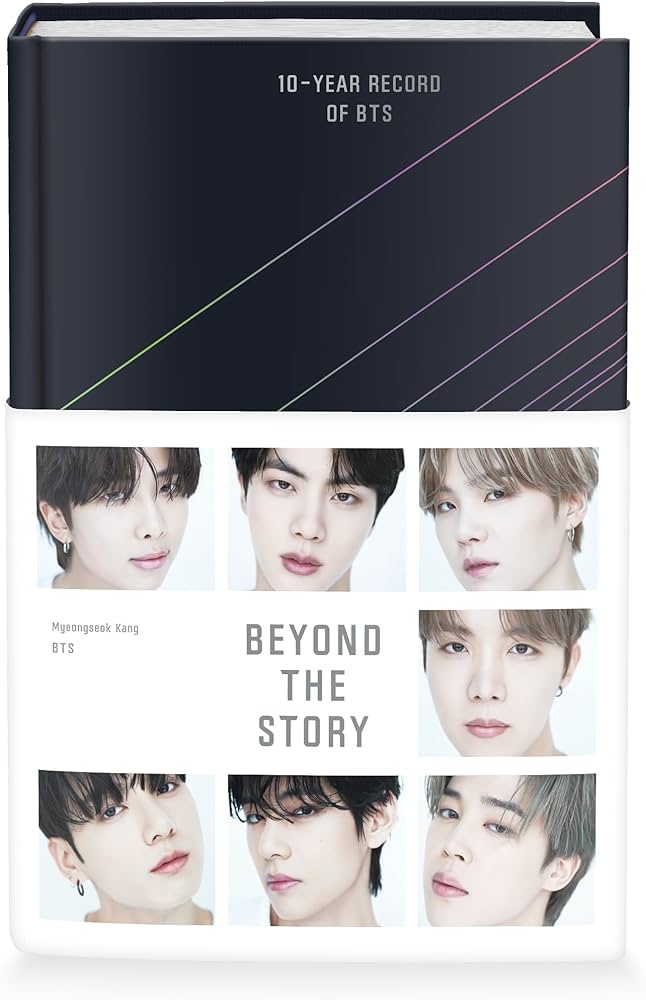 10-YEAR RECORD
OF BTS
Myeongseok Kang
BTS
BEYOND
THE
STORY